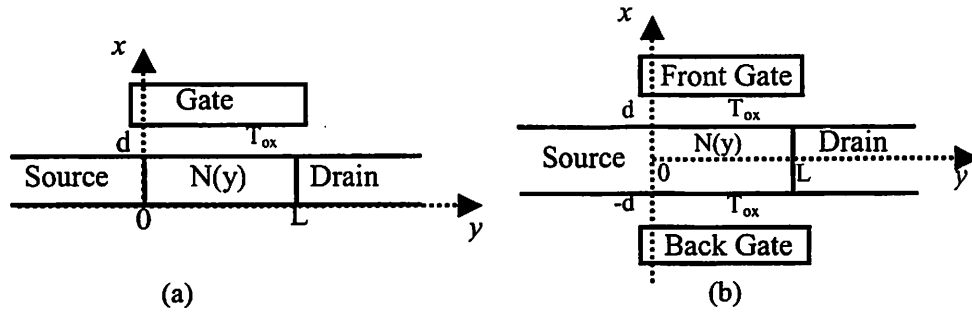 x
Gate
d
T_ox
Source
N(y)
Drain
0
L
y
(a)
x
Front Gate
d
T_ox
Source
N(y)
Drain
0
L
y
-d
T_ox
Back Gate
(b)